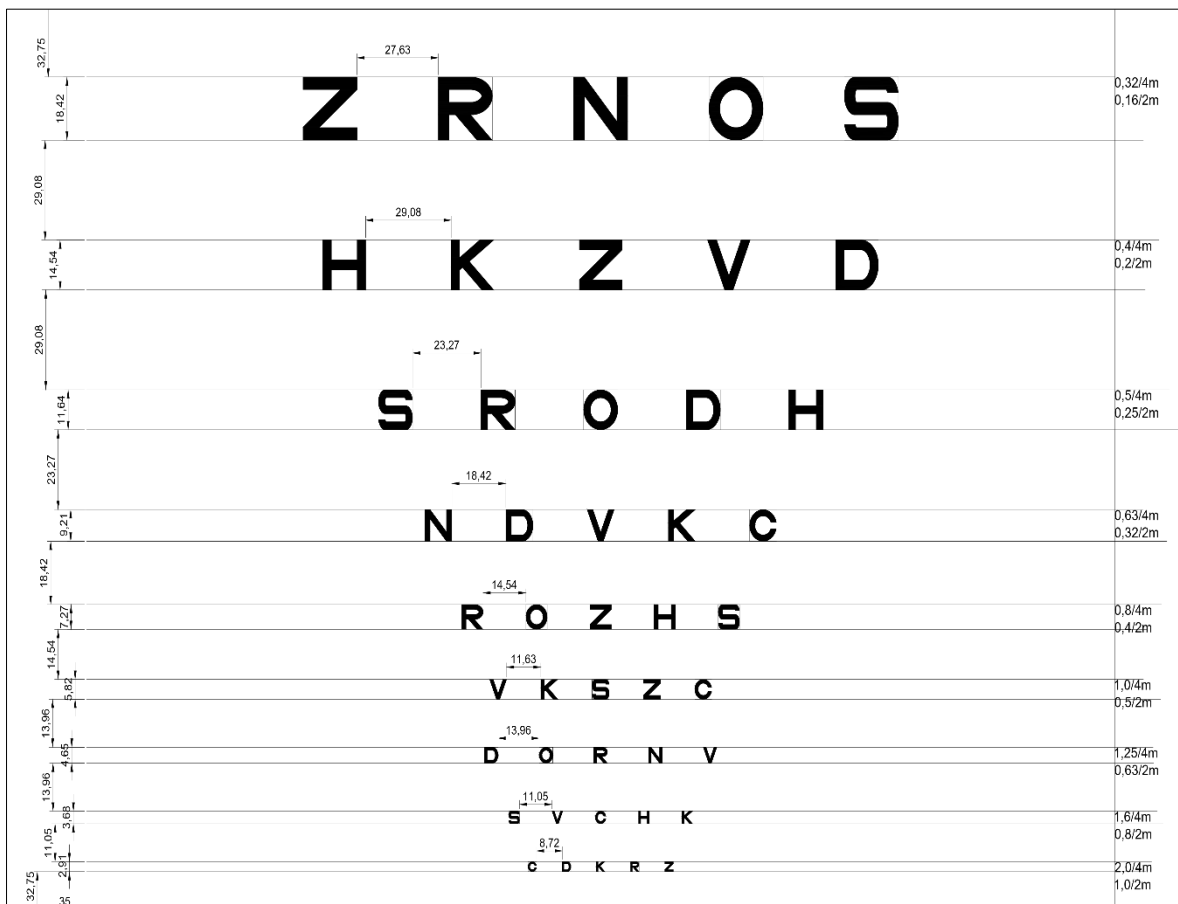 32,75
27,63
18,42
Z R N O S
0,32/4m
0,16/2m
29,08
29,08
14,54
H K Z V D
0,4/4m
0,2/2m
29,08
23,27
11,64
S R O D H
0,5/4m
0,25/2m
23,27
18,42
9,21
N D V K C
0,63/4m
0,32/2m
18,42
14,54
7,27
R O Z H S
0,8/4m
0,4/2m
14,54
11,63
5,82
V K S Z C
1,0/4m
0,5/2m
13,96
13,96
4,65
D O R N V
1,25/4m
0,63/2m
13,96
11,05
3,68
S V C H K
1,6/4m
0,8/2m
11,05
8,72
2,91
C D K R Z
2,0/4m
1,0/2m
32,75